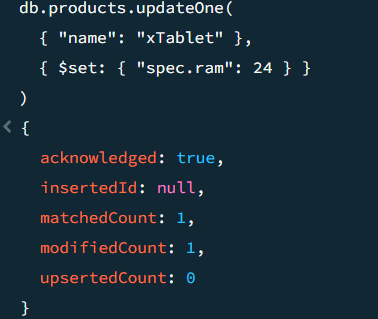 db.products.updateOne(
  { "name": "xTablet" },
  { $set: { "spec.ram": 24 } }
)
< {
  acknowledged: true,
  insertedId: null,
  matchedCount: 1,
  modifiedCount: 1,
  upsertedCount: 0
}